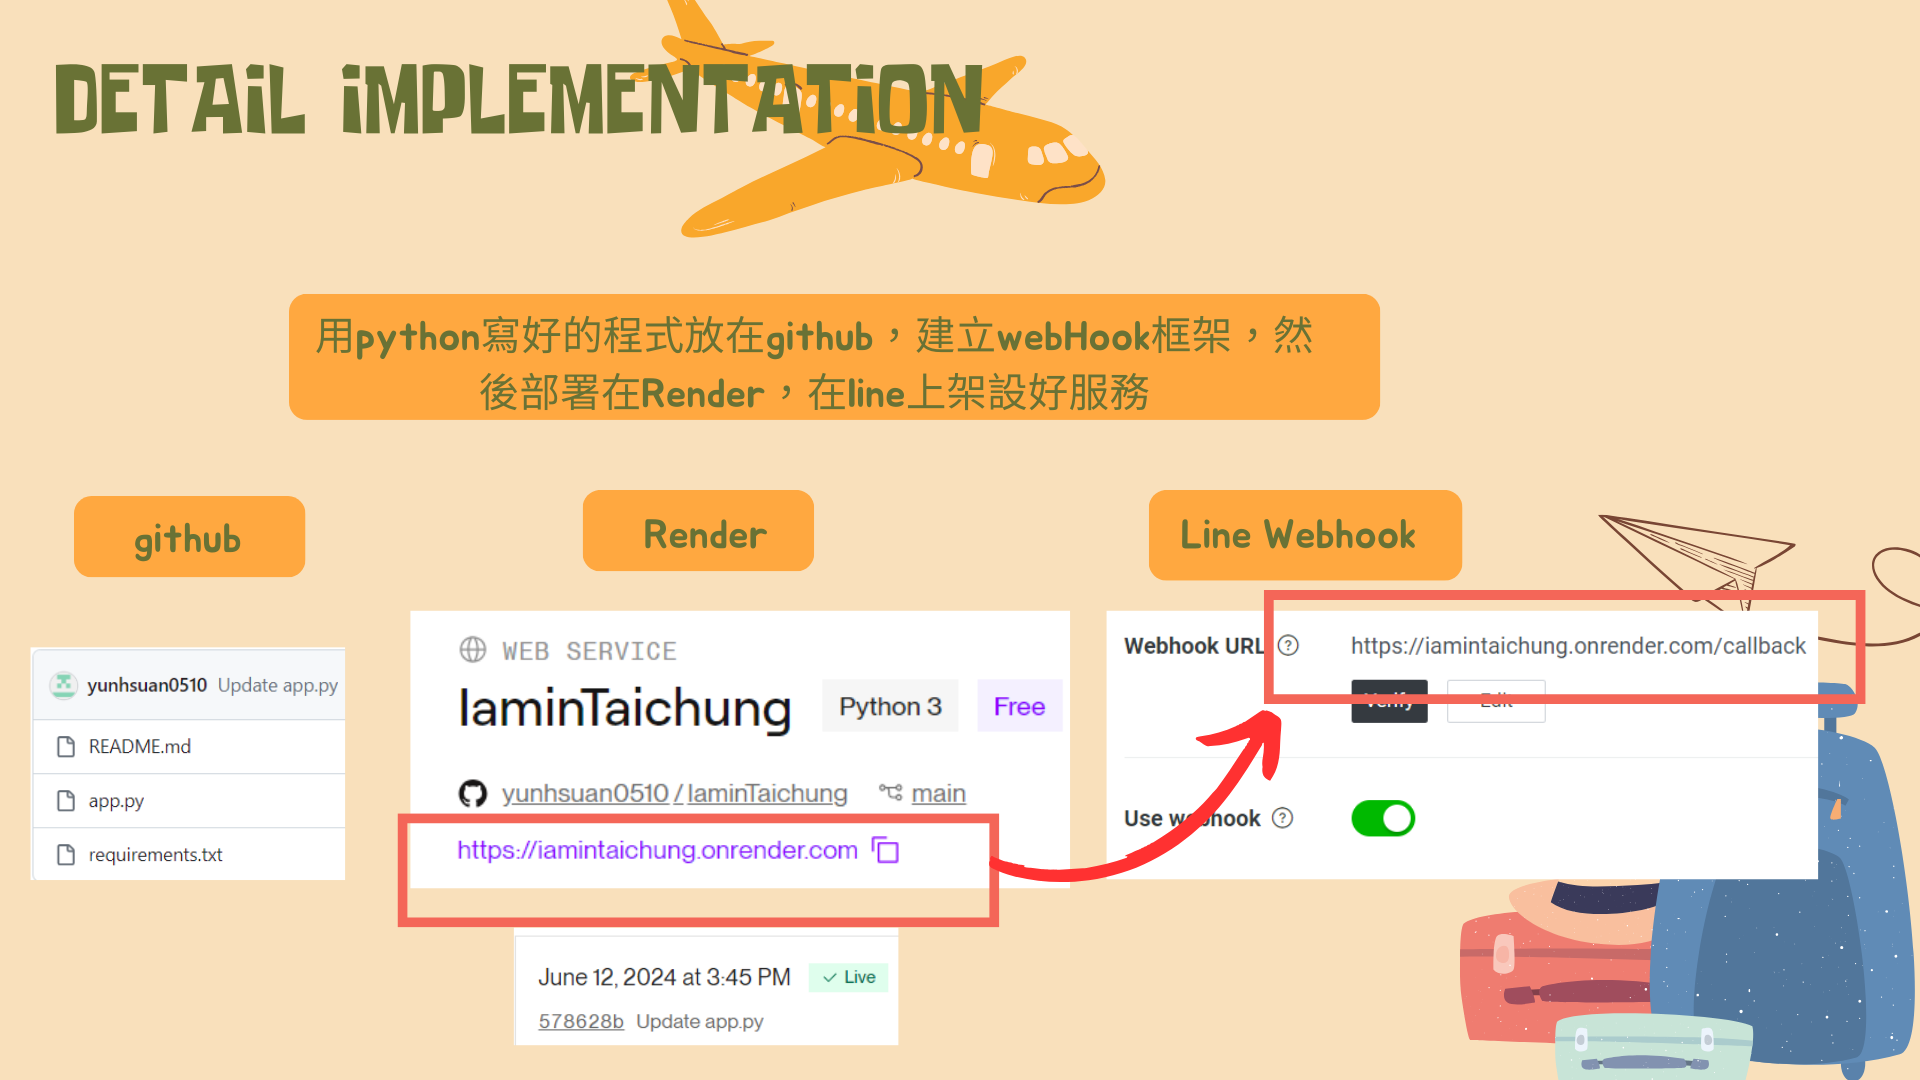 DETAIL IMPLEMENTATION
用python寫好的程式放在github，建立webHook框架，然
後部署在Render，在line上架設好服務
github
yunhsuan0510 Update app.py
README.md
app.py
requirements.txt
Render
WEB SERVICE
IaminTaichung Python 3 Free
yunhsuan0510 / IaminTaichung main
https://iamintaichung.onrender.com
June 12, 2024 at 3:45 PM Live
578628b Update app.py
Line Webhook
Webhook URL ? https://iamintaichung.onrender.com/callback
Verify Edit
Use webhook ?